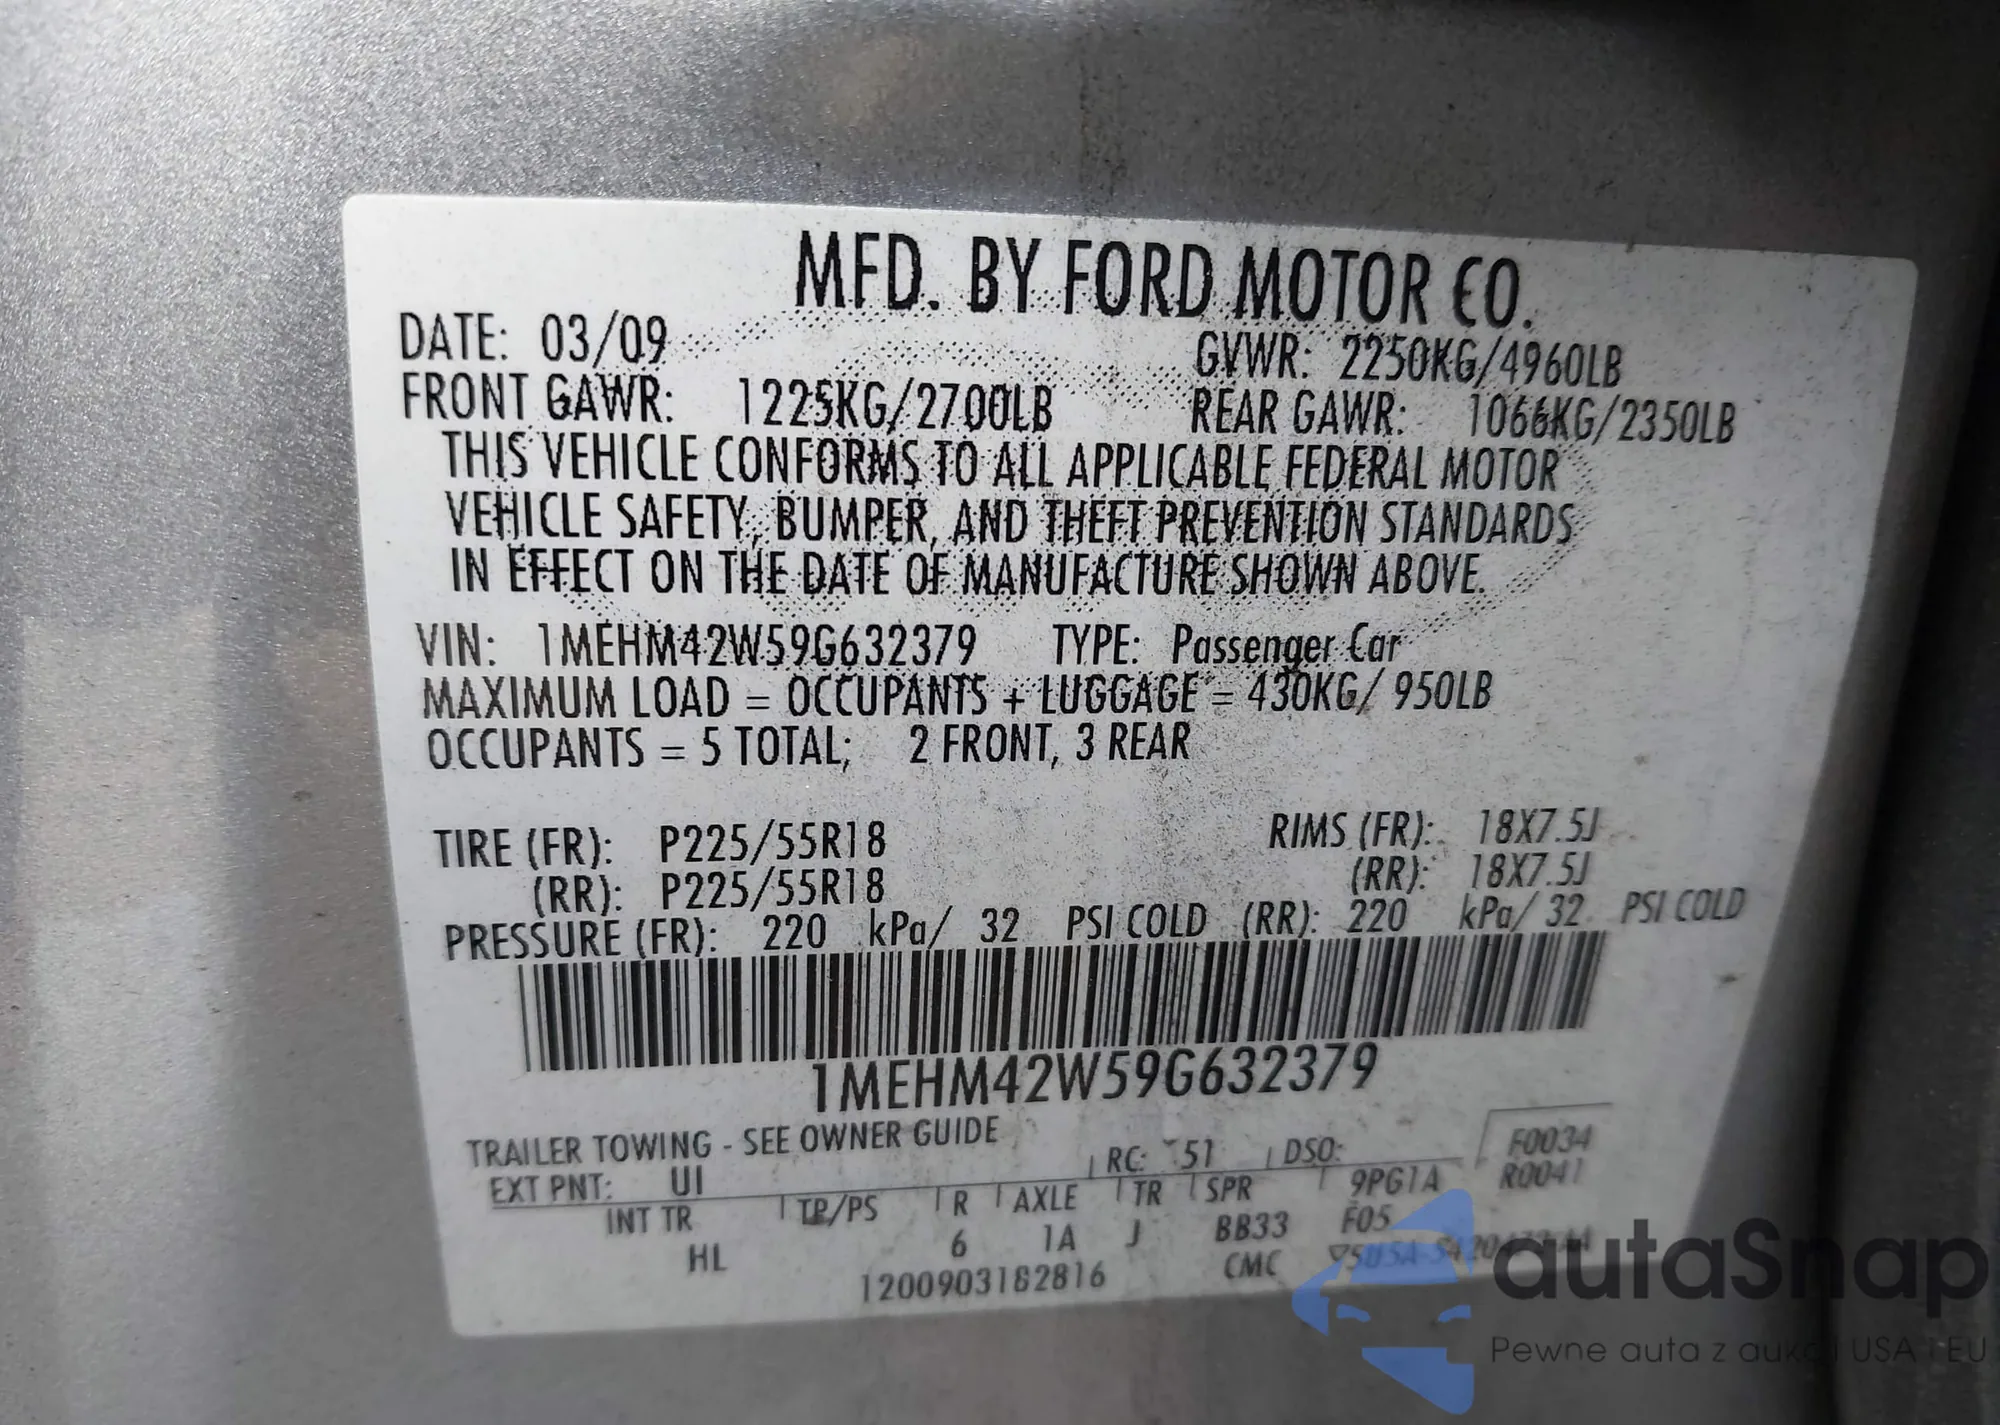 MFD. BY FORD MOTOR CO.
DATE: 03/09 GVWR: 2250KG/4960LB
FRONT GAWR: 1225KG/2700LB REAR GAWR: 1066KG/2350LB
THIS VEHICLE CONFORMS TO ALL APPLICABLE FEDERAL MOTOR
VEHICLE SAFETY, BUMPER, AND THEFT PREVENTION STANDARDS
IN EFFECT ON THE DATE OF MANUFACTURE SHOWN ABOVE.
VIN: 1MEHM42W59G632379 TYPE: Passenger Car
MAXIMUM LOAD = OCCUPANTS + LUGGAGE = 430KG/ 950LB
OCCUPANTS = 5 TOTAL; 2 FRONT, 3 REAR
TIRE (FR): P225/55R18 RIMS (FR): 18X7.5J
(RR): P225/55R18 (RR): 18X7.5J
PRESSURE (FR): 220 kPa/ 32 PSI COLD (RR): 220 kPa/ 32 PSI COLD
1MEHM42W59G632379
TRAILER TOWING - SEE OWNER GUIDE
EXT PNT: UI RC: 51 DSO: F0034
R0041
INT TR TP/PS R AXLE TR SPR 9PG1A
HL 6 1A J BB33 F05
1200903182816 CMC
autaSnap
Pewne auta z aukcji USA i EU